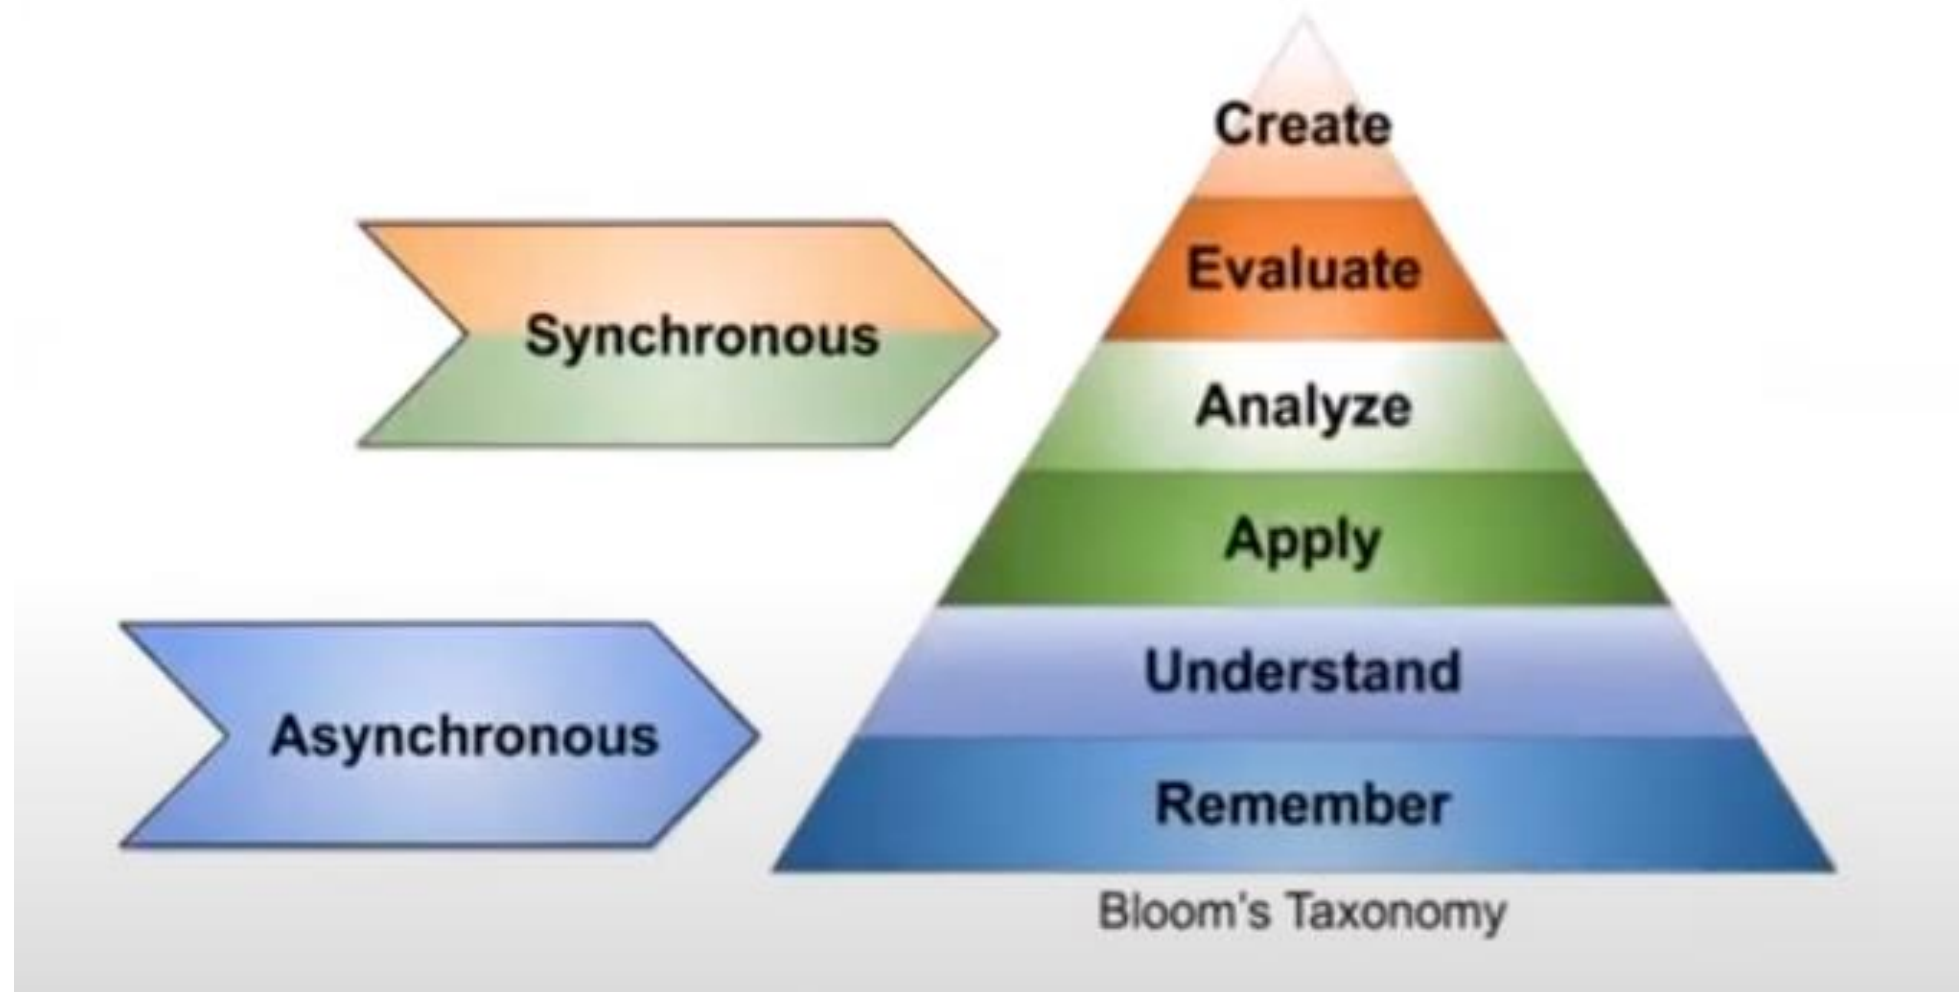 Create
Evaluate
Synchronous
Analyze
Apply
Understand
Asynchronous
Remember
Bloom's Taxonomy